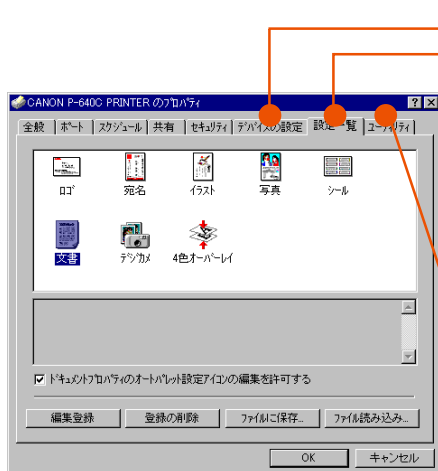 CANON P-640C PRINTER のﾌﾟﾛﾊﾟﾃｨ
全般 ﾎﾟｰﾄ ｽｹｼﾞｭｰﾙ 共有 ｾｷｭﾘﾃｨ ﾃﾞﾊﾞｲｽの設定 設定一覧 ﾕｰﾃｨﾘﾃｨ
ﾛｺﾞ 宛名 ｲﾗｽﾄ 写真 ｼｰﾙ
文書 ﾃﾞｼﾞｶﾒ 4色ｵｰﾊﾞｰﾚｲ
ﾄﾞｷｭﾒﾝﾄﾌﾟﾛﾊﾟﾃｨのｵｰﾄﾊﾟﾚｯﾄ設定ｱｲｺﾝの編集を許可する
編集登録 登録の削除 ﾌｧｲﾙに保存... ﾌｧｲﾙ読み込み...
OK キャンセル